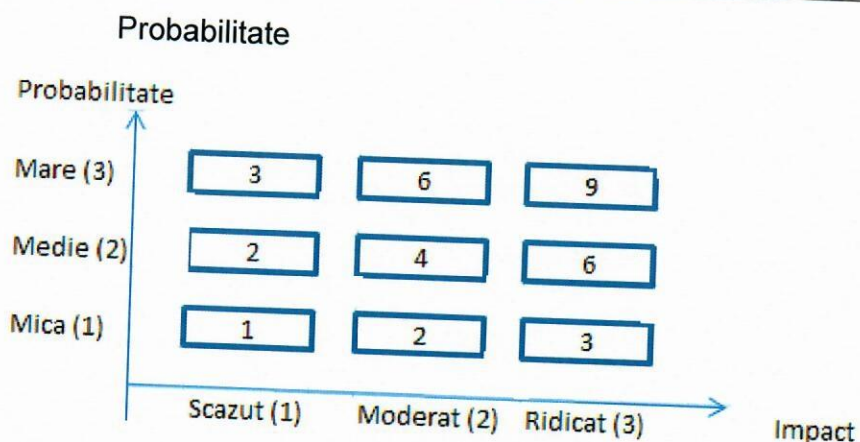 Probabilitate
Probabilitate
Mare (3) 3 6 9
Medie (2) 2 4 6
Mica (1) 1 2 3
Scazut (1) Moderat (2) Ridicat (3) Impact